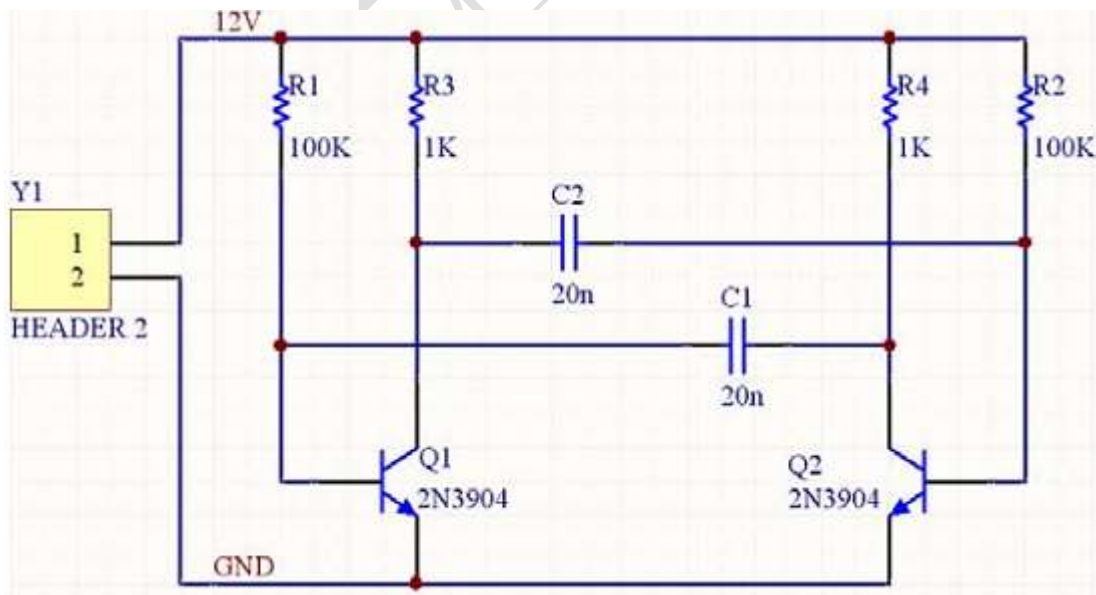 12V
R1
R3
R4
R2
100K
1K
1K
100K
Y1
1
2
HEADER 2
C2
20n
C1
20n
Q1
2N3904
Q2
2N3904
GND